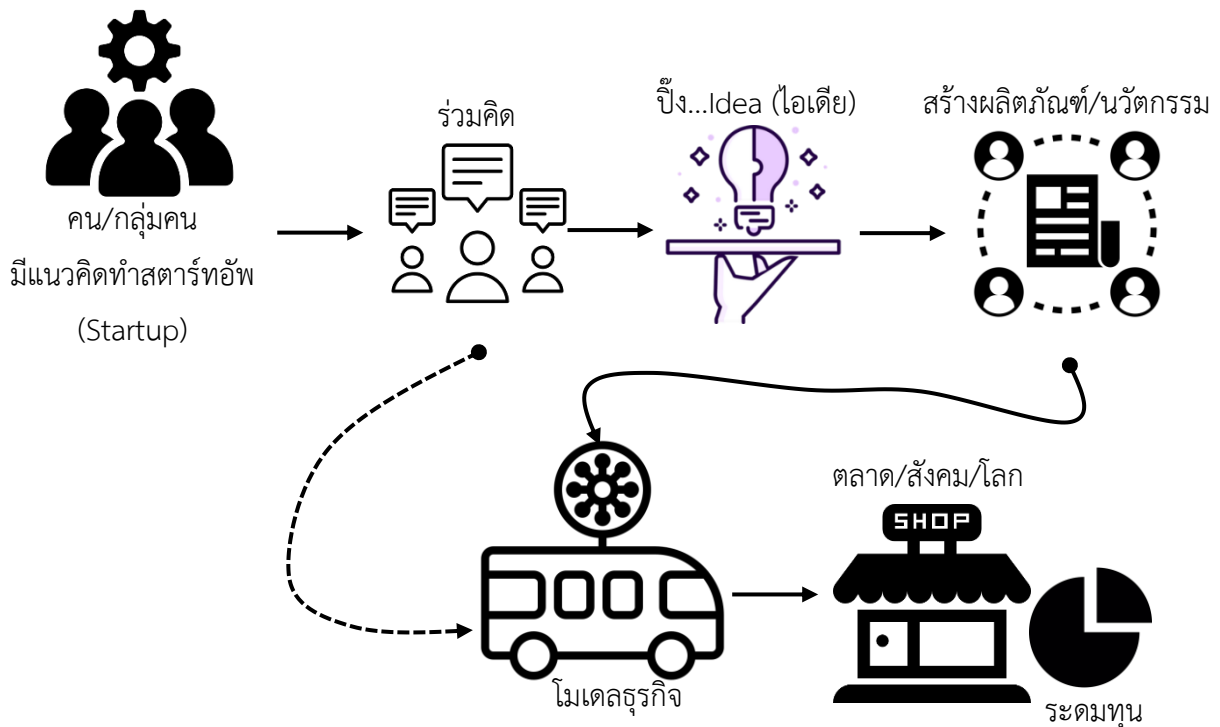 คน/กลุ่มคน
มีแนวคิดทำสตาร์ทอัพ
(Startup)
ร่วมคิด
ปิ๊ง...Idea (ไอเดีย)
สร้างผลิตภัณฑ์/นวัตกรรม
โมเดลธุรกิจ
ตลาด/สังคม/โลก
SHOP
ระดมทุน